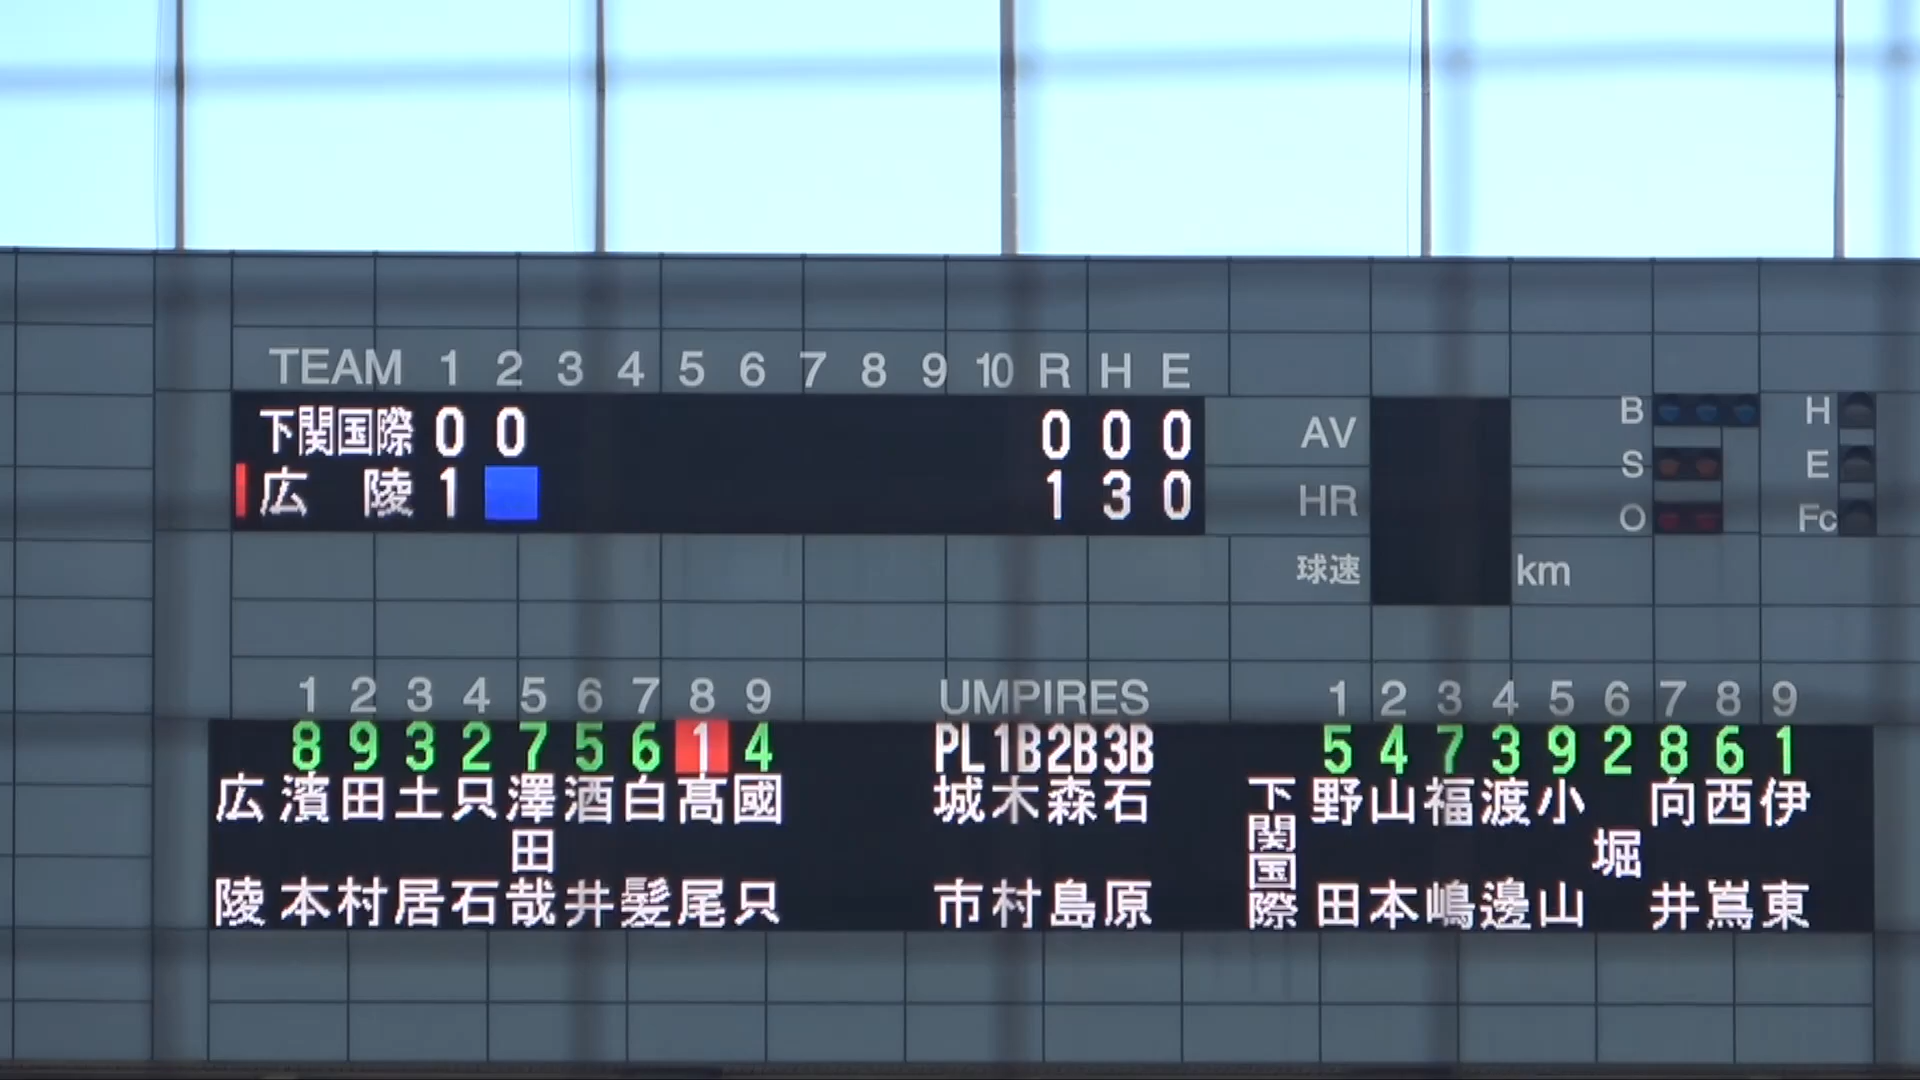 TEAM 1 2 3 4 5 6 7 8 9 10 R H E
下関国際 0 0 0 0 0
広陵 1 1 3 0
AV
HR
球速 km
B H
S E
O Fc
1 2 3 4 5 6 7 8 9
8 9 3 2 7 5 6 1 4
広陵 濱本 田村 土居 只石 澤田哉 酒井 白髪 髙尾 國只
UMPIRES
PL 1B 2B 3B
城市 木村 森島 石原
1 2 3 4 5 6 7 8 9
5 4 7 3 9 2 8 6 1
下関国際 野田 山本 福嶋 渡邊 小山 堀 向井 西嶌 伊東